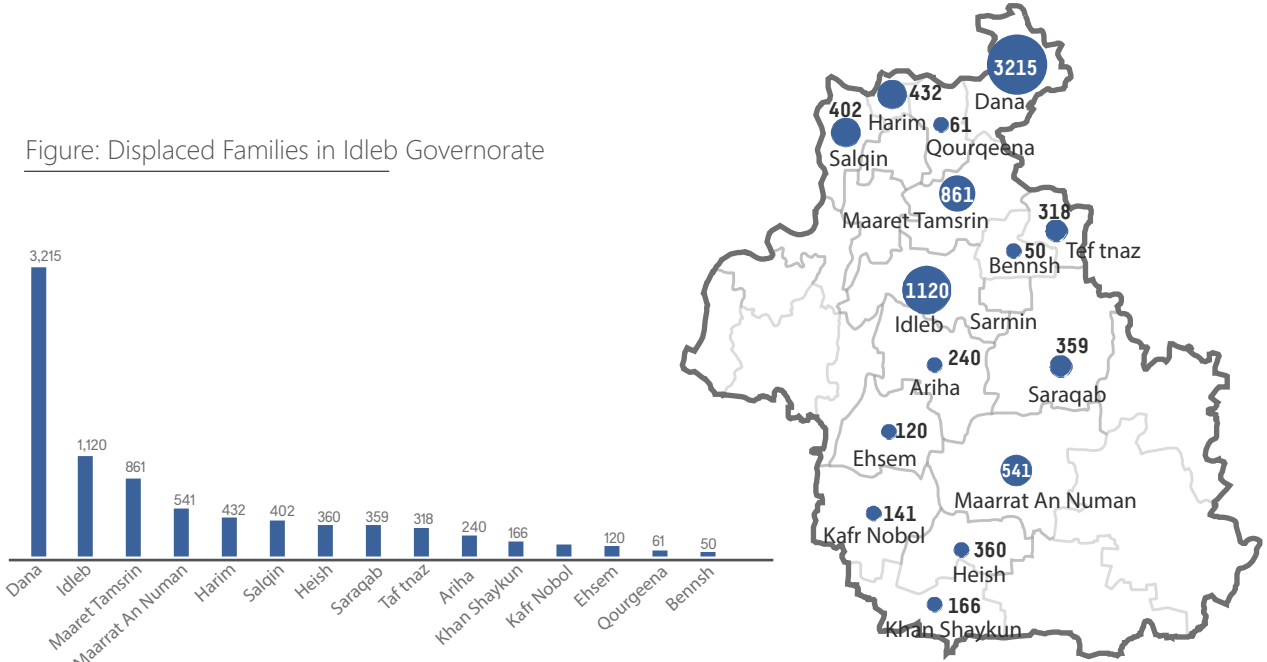 Figure: Displaced Families in Idleb Governorate
3,215
1,120
861
541
432
402
360
359
318
240
166
120
61
50
Dana
Idleb
Maaret Tamsrin
Maarrat An Numan
Harim
Salqin
Heish
Saraqab
Taf tnaz
Ariha
Khan Shaykun
Kafr Nobol
Ehsem
Qourgeena
Bennsh
3215
Dana
432
Harim
402
Salqin
61
Qourqeena
861
Maaret Tamsrin
318
Tef tnaz
50
Bennsh
1120
Idleb
Sarmin
240
Ariha
359
Saraqab
120
Ehsem
541
Maarrat An Numan
141
Kafr Nobol
360
Heish
166
Khan Shaykun